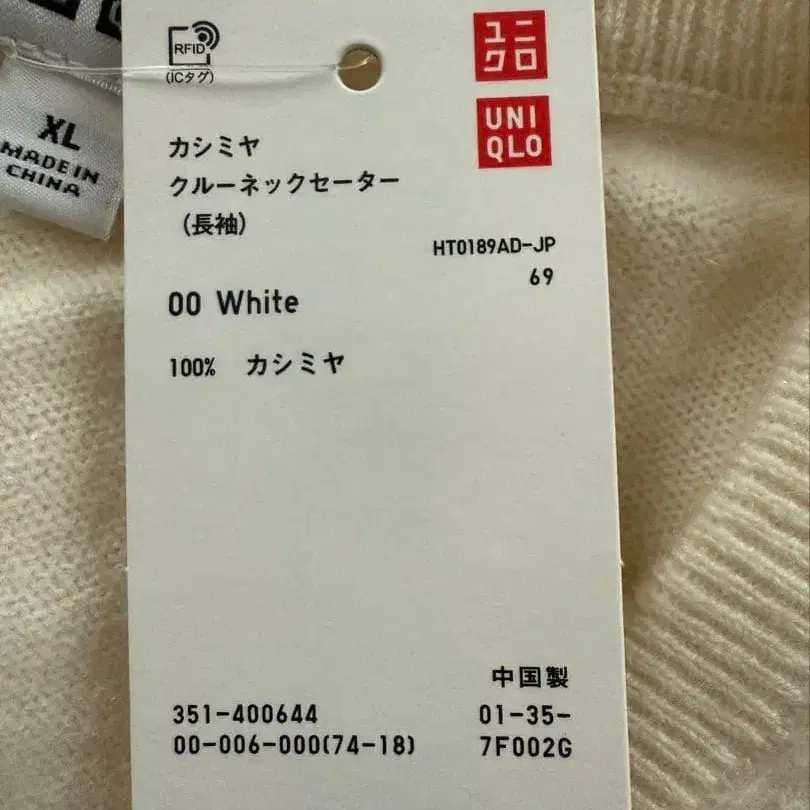 RFID
(ICタグ)
ユニ
クロ
UNI
QLO
XL
MADE IN
CHINA
カシミヤ
クルーネックセーター
(長袖)
HT0189AD-JP
69
00 White
100% カシミヤ
中国製
351-400644
01-35-
00-006-000(74-18)
7F002G